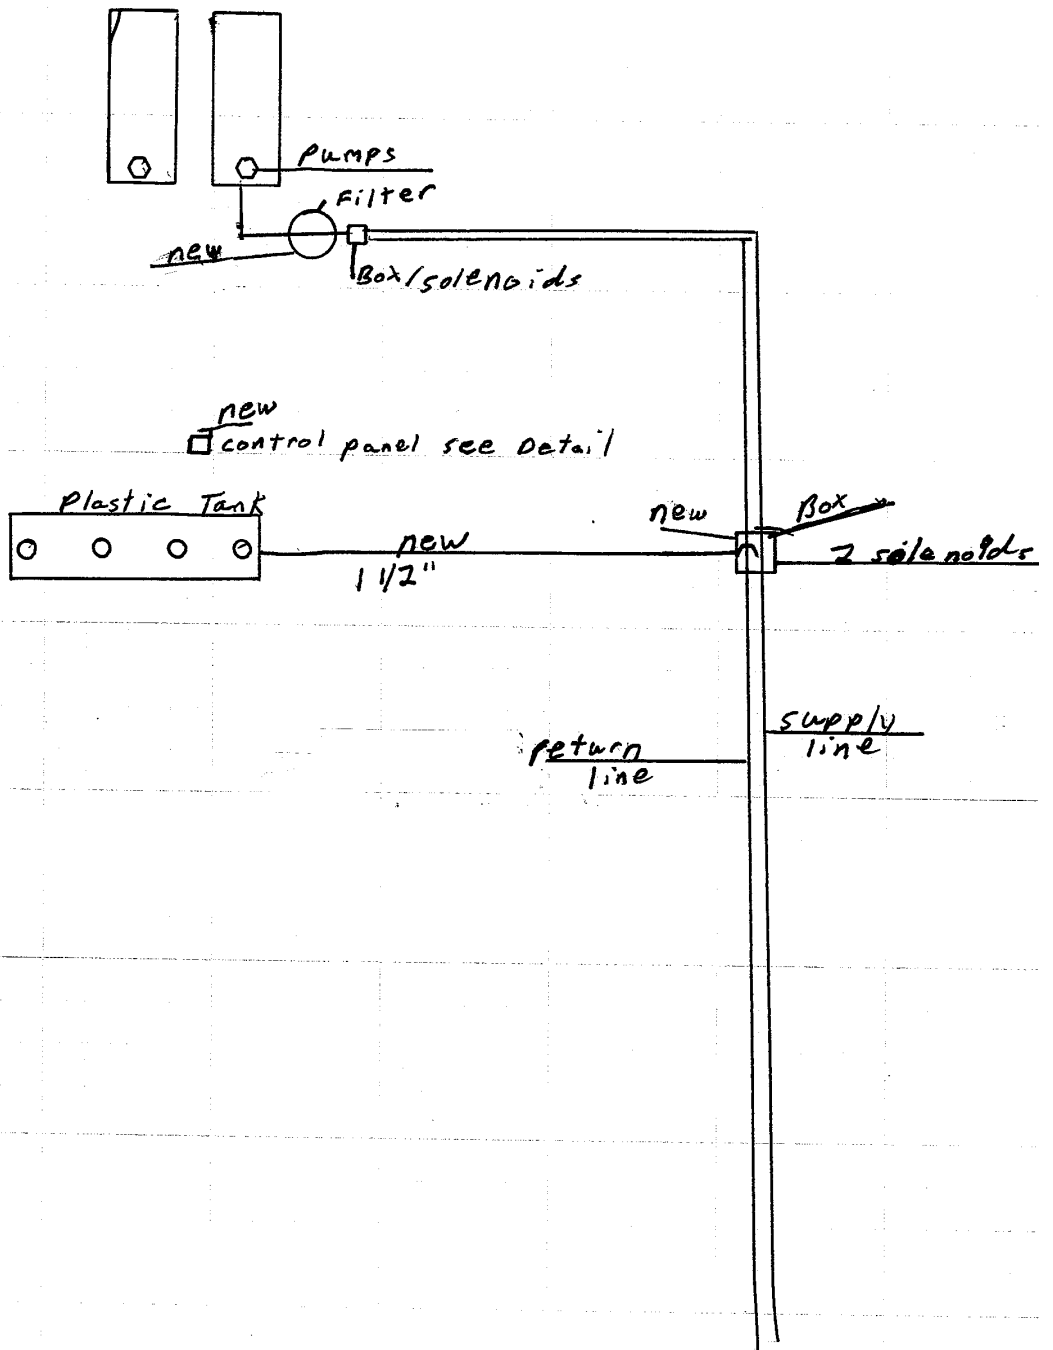 Pumps
Filter
new
Box/solenoids
new
control panel see Detail
Plastic Tank
new
1 1/2"
new
Box
2 solenoids
supply
line
return
line